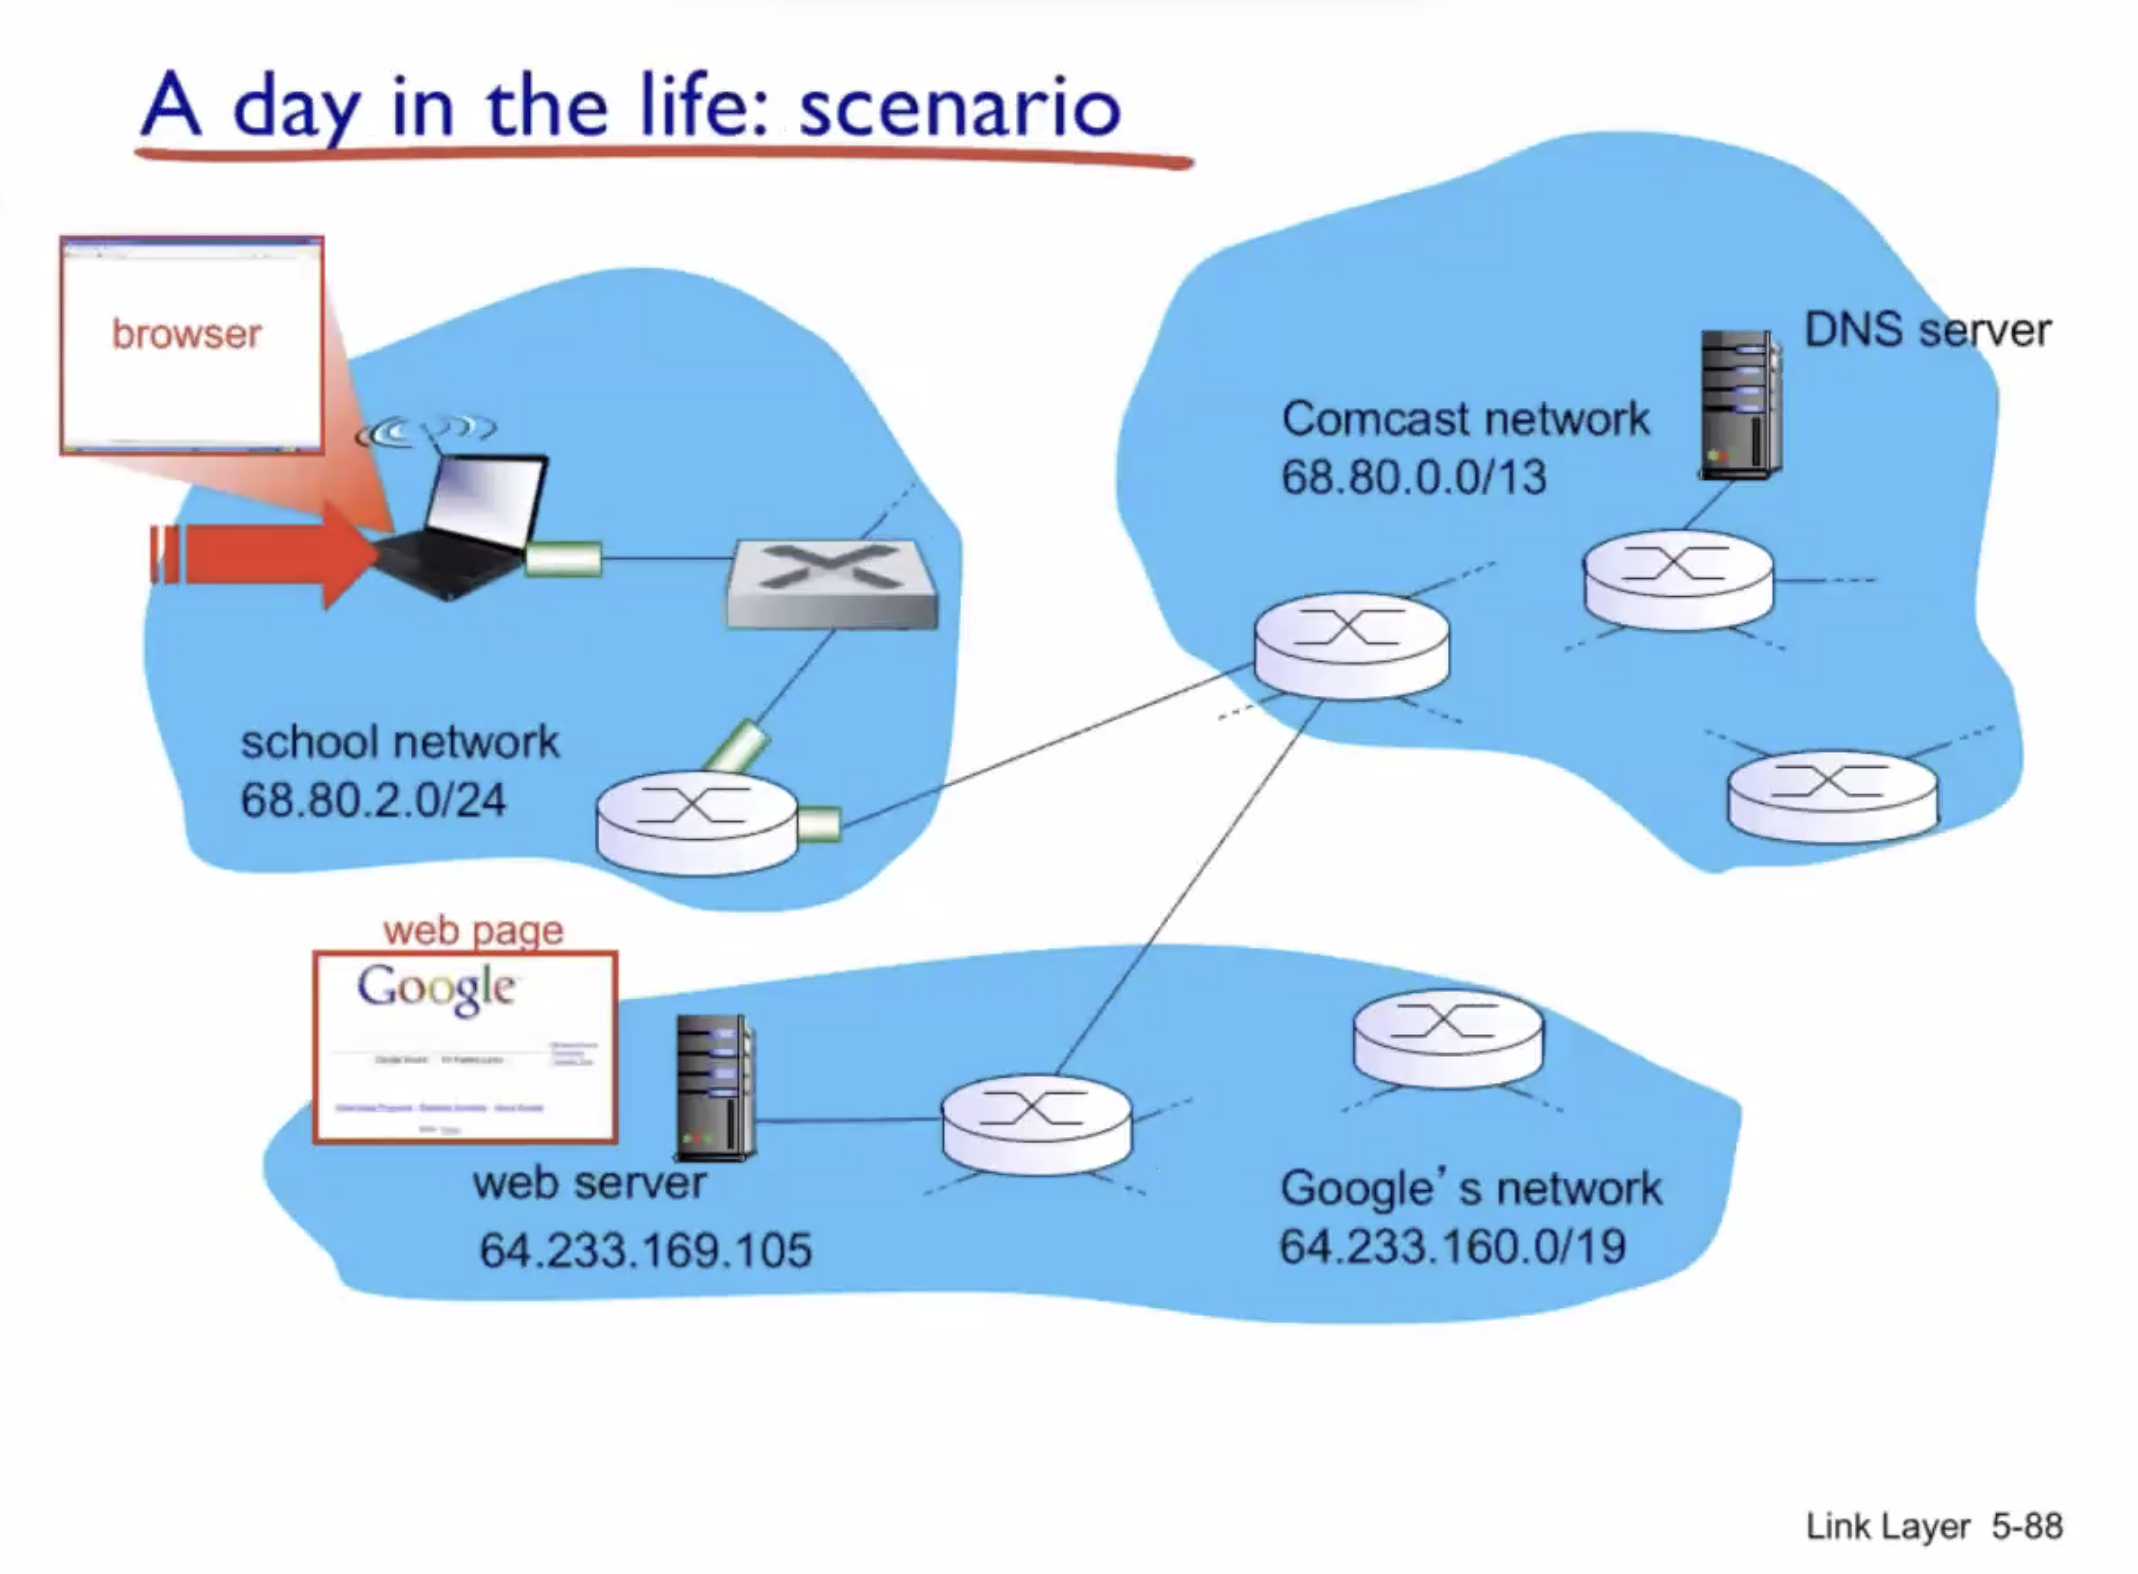 A day in the life: scenario
browser
DNS server
Comcast network
68.80.0.0/13
school network
68.80.2.0/24
web page
Google
web server
64.233.169.105
Google’ s network
64.233.160.0/19
Link Layer 5-88